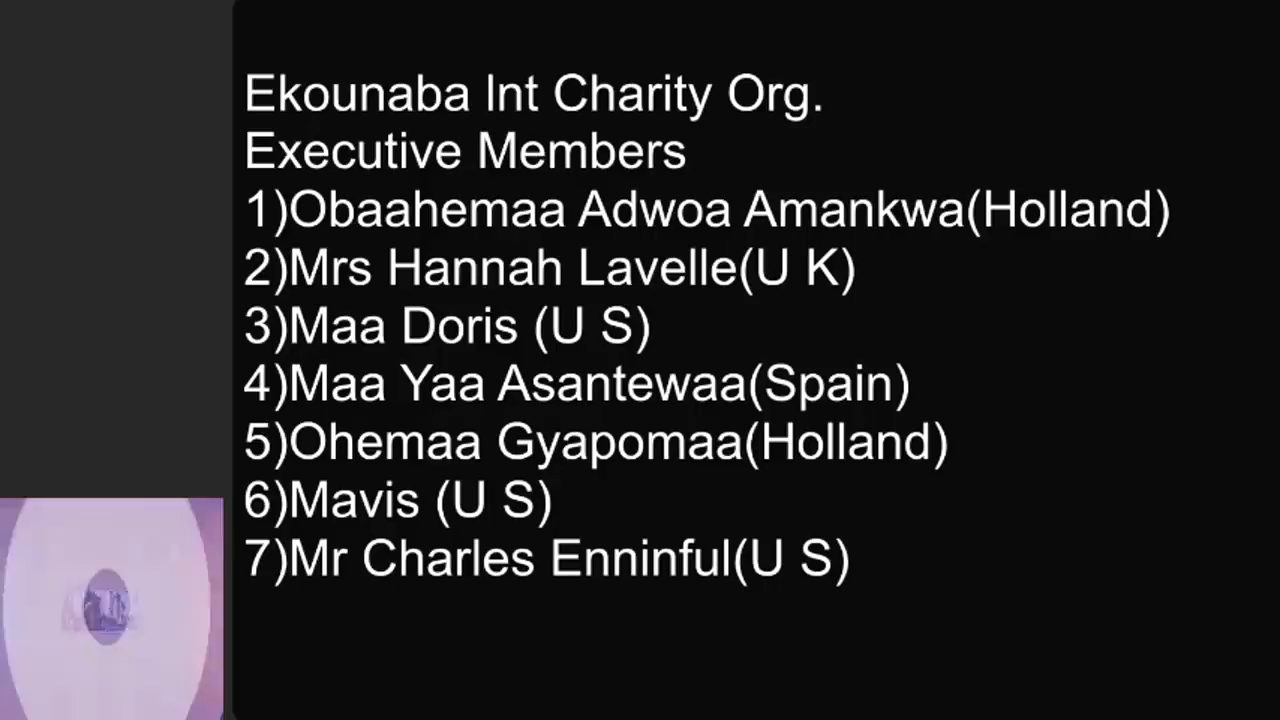 Ekounaba Int Charity Org.
Executive Members
1)Obaahemaa Adwoa Amankwa(Holland)
2)Mrs Hannah Lavelle(U K)
3)Maa Doris (U S)
4)Maa Yaa Asantewaa(Spain)
5)Ohemaa Gyapomaa(Holland)
6)Mavis (U S)
7)Mr Charles Enninful(U S)